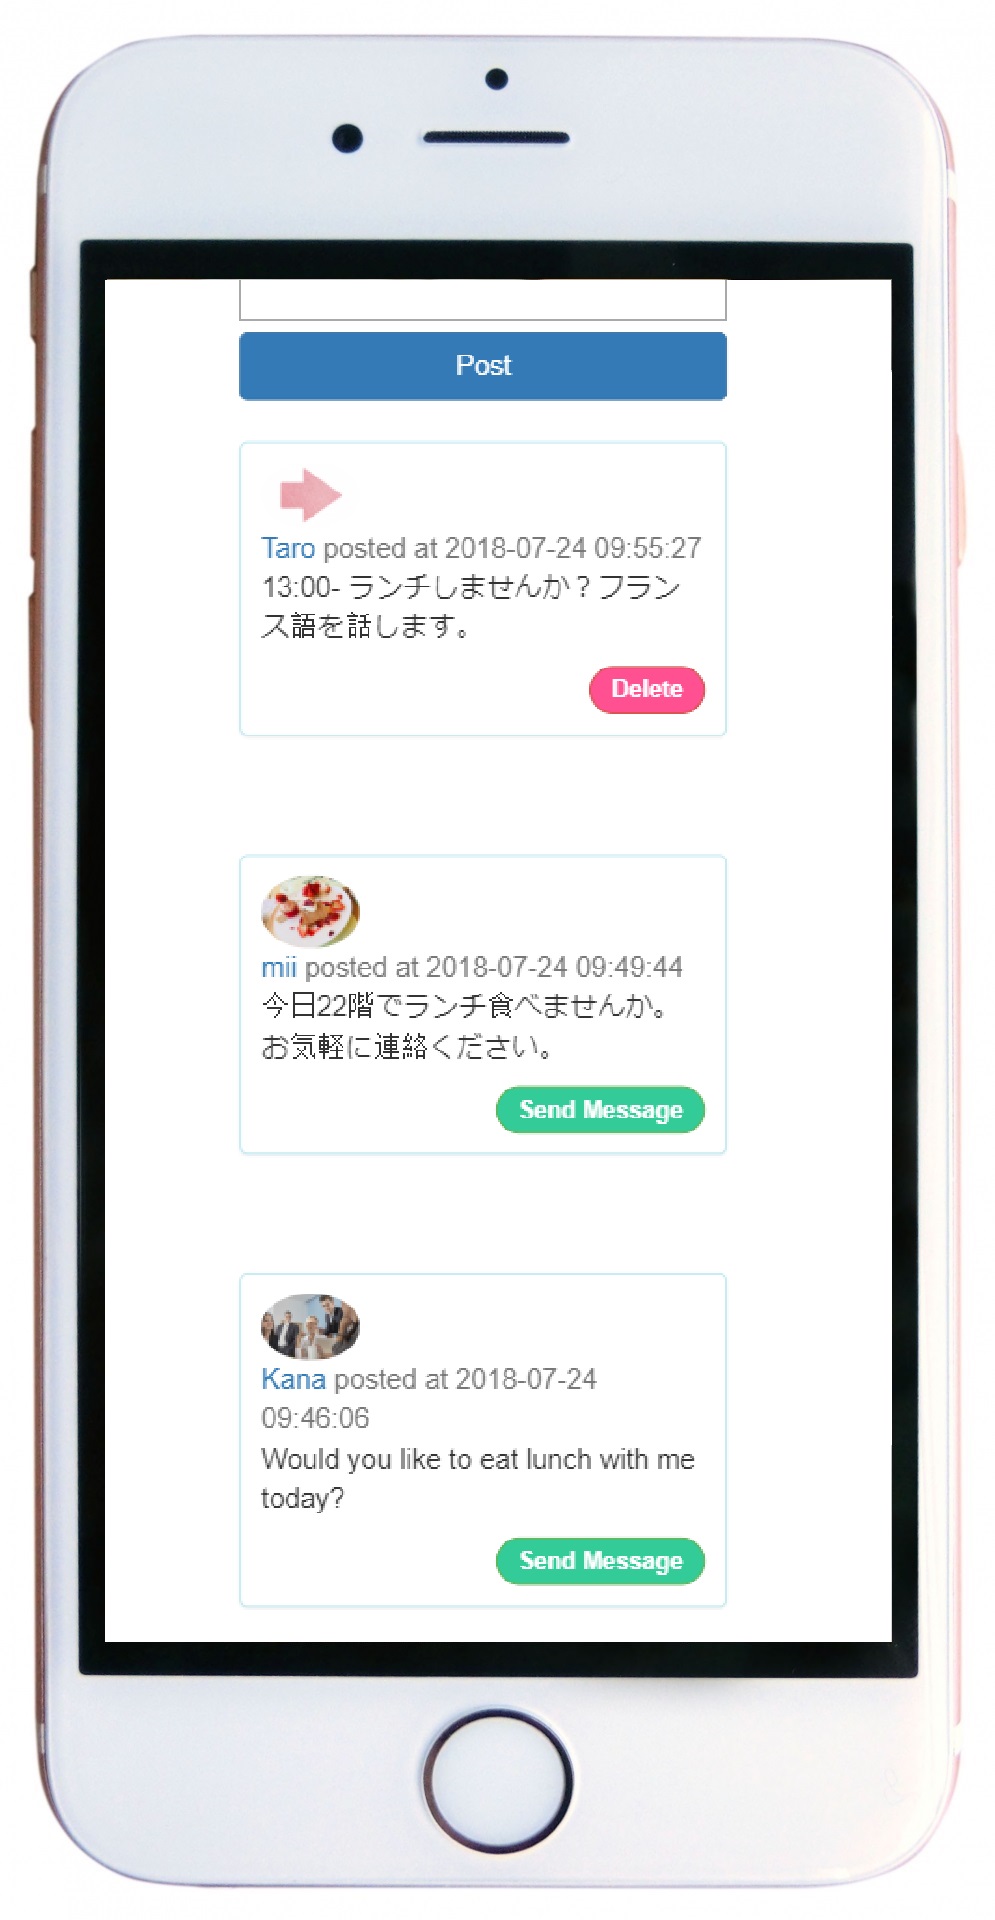 Post
Taro posted at 2018-07-24 09:55:27
13:00- ランチしませんか？フラン
ス語を話します。
Delete
mii posted at 2018-07-24 09:49:44
今日22階でランチ食べませんか。
お気軽に連絡ください。
Send Message
Kana posted at 2018-07-24
09:46:06
Would you like to eat lunch with me
today?
Send Message